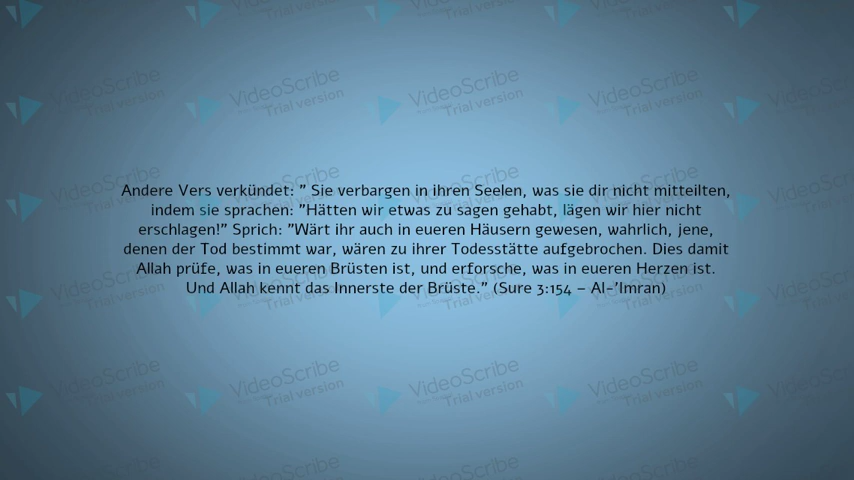 Andere Vers verkündet: " Sie verbargen in ihren Seelen, was sie dir nicht mitteilten,
indem sie sprachen: "Hätten wir etwas zu sagen gehabt, lägen wir hier nicht
erschlagen!" Sprich: "Wärt ihr auch in eueren Häusern gewesen, wahrlich, jene,
denen der Tod bestimmt war, wären zu ihrer Todesstätte aufgebrochen. Dies damit
Allah prüfe, was in eueren Brüsten ist, und erforsche, was in eueren Herzen ist.
Und Allah kennt das Innerste der Brüste." (Sure 3:154 – Al-'Imran)
VideoScribe
Trial version